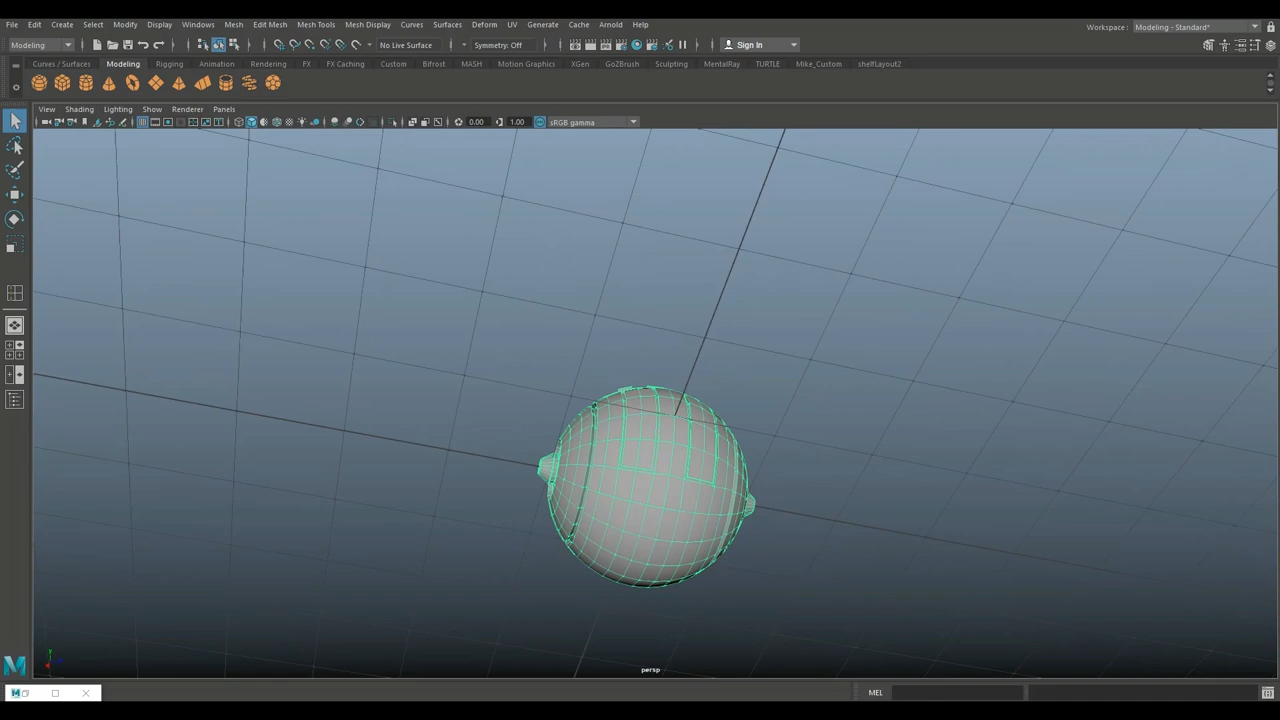 File Edit Create Select Modify Display Windows Mesh Edit Mesh Mesh Tools Mesh Display Curves Surfaces Deform UV Generate Cache Arnold Help
Workspace : Modeling - Standard*
Modeling No Live Surface Symmetry: Off Sign In
Curves / Surfaces Modeling Rigging Animation Rendering FX FX Caching Custom Bifrost MASH Motion Graphics XGen GoZBrush Sculpting MentalRay TURTLE Mike_Custom shelfLayout2
View Shading Lighting Show Renderer Panels
0.00 1.00 sRGB gamma
persp
MEL